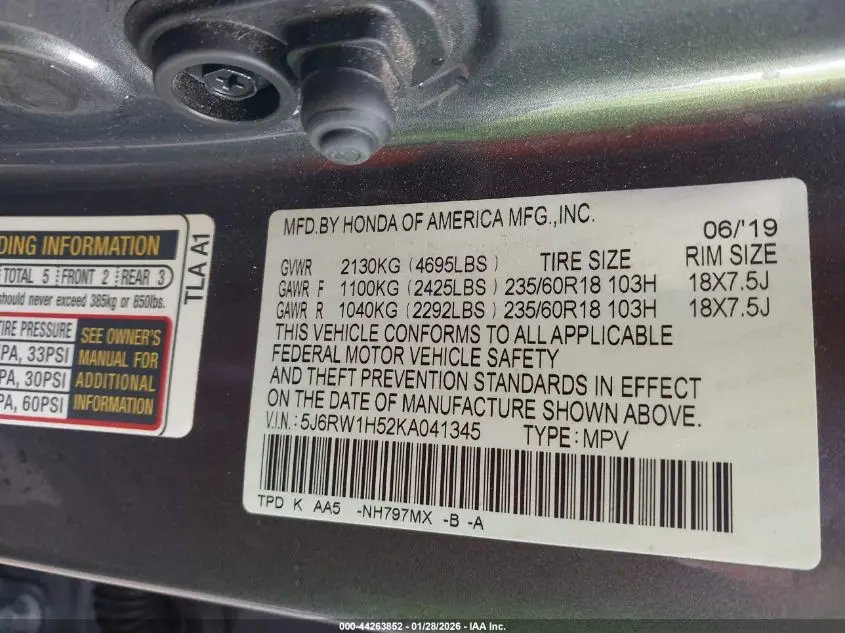 DING INFORMATION
TOTAL 5 FRONT 2 REAR 3
should never exceed 385kg or 850lbs.
TIRE PRESSURE
PA, 33PSI
PA, 30PSI
PA, 60PSI
SEE OWNER'S
MANUAL FOR
ADDITIONAL
INFORMATION
TLA A1
MFD.BY HONDA OF AMERICA MFG.,INC. 06/'19
GVWR 2130KG (4695LBS) TIRE SIZE RIM SIZE
GAWR F 1100KG (2425LBS) 235/60R18 103H 18X7.5J
GAWR R 1040KG (2292LBS) 235/60R18 103H 18X7.5J
THIS VEHICLE CONFORMS TO ALL APPLICABLE
FEDERAL MOTOR VEHICLE SAFETY
AND THEFT PREVENTION STANDARDS IN EFFECT
ON THE DATE OF MANUFACTURE SHOWN ABOVE.
V.I.N.: 5J6RW1H52KA041345 TYPE: MPV
TPD K AA5 -NH797MX -B -A
000-44263852 | 01/28/2026 - IAA Inc.